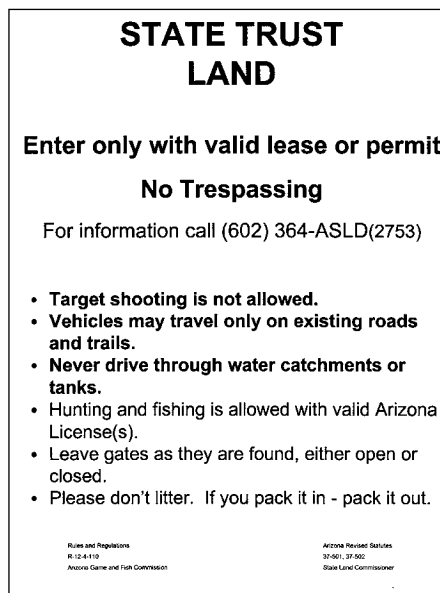 STATE TRUST
LAND
Enter only with valid lease or permit
No Trespassing
For information call (602) 364-ASLD(2753)
• Target shooting is not allowed.
• Vehicles may travel only on existing roads
and trails.
• Never drive through water catchments or
tanks.
• Hunting and fishing is allowed with valid Arizona
License(s).
• Leave gates as they are found, either open or
closed.
• Please don't litter. If you pack it in - pack it out.
Rules and Regulations
R-12-4-110
Arizona Game and Fish Commission
Arizona Revised Statutes
37-501, 37-502
State Land Commissioner